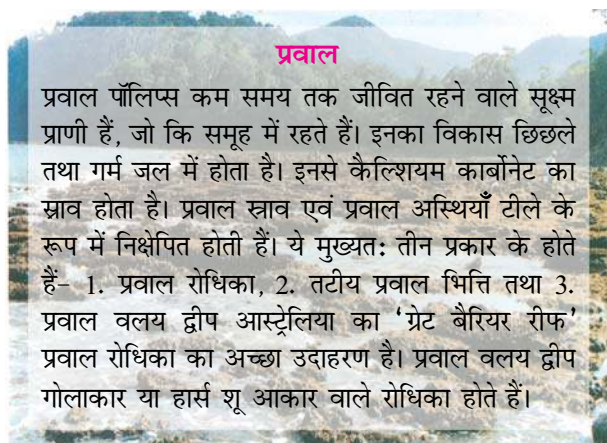 प्रवाल
प्रवाल पॉलिप्स कम समय तक जीवित रहने वाले सूक्ष्म
प्राणी हैं, जो कि समूह में रहते हैं। इनका विकास छिछले
तथा गर्म जल में होता है। इनसे कैल्शियम कार्बोनेट का
स्राव होता है। प्रवाल स्राव एवं प्रवाल अस्थियाँ टीले के
रूप में निक्षेपित होती हैं। ये मुख्यत: तीन प्रकार के होते
हैं– 1. प्रवाल रोधिका, 2. तटीय प्रवाल भित्ति तथा 3.
प्रवाल वलय द्वीप आस्ट्रेलिया का ‘ग्रेट बैरियर रीफ’
प्रवाल रोधिका का अच्छा उदाहरण है। प्रवाल वलय द्वीप
गोलाकार या हार्स शू आकार वाले रोधिका होते हैं।